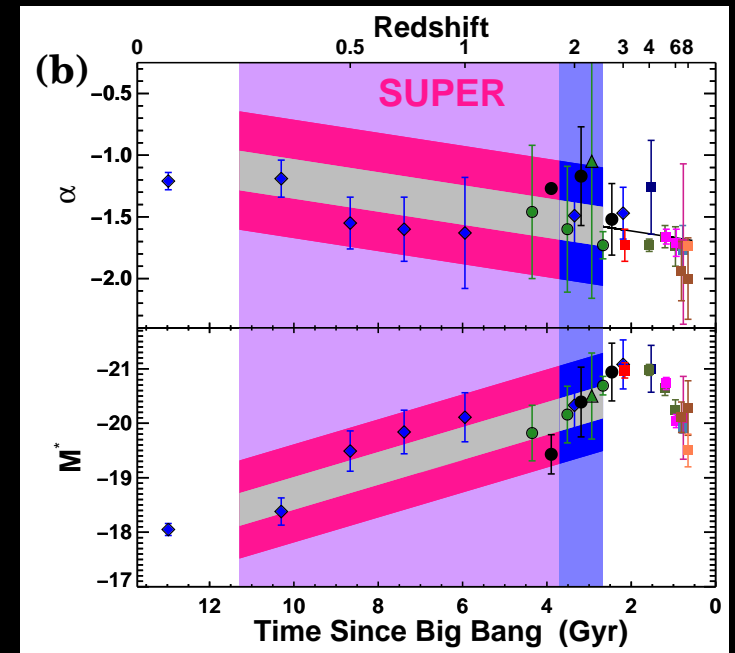 Redshift
0 0.5 1 2 3 4 6 8
(b)
SUPER
−0.5
−1.0
−1.5
−2.0
α
−21
−20
−19
−18
−17
M*
12 10 8 6 4 2 0
Time Since Big Bang (Gyr)